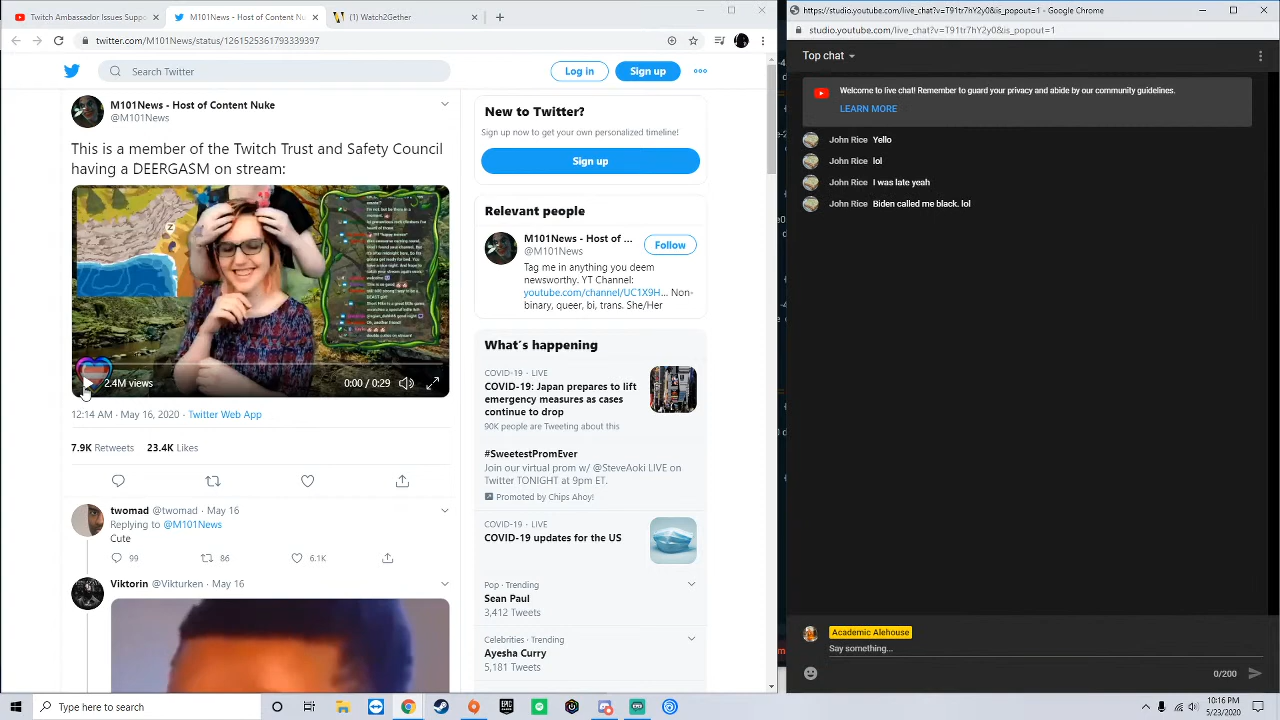 Twitch Ambassador Issues Suppo
M101News - Host of Content Nu
(1) Watch2Gether
Search Twitter
Log in
Sign up
M101News - Host of Content Nuke
@M101News
This is a member of the Twitch Trust and Safety Council
having a DEERGASM on stream:
2.4M views
0:00 / 0:29
12:14 AM · May 16, 2020 · Twitter Web App
7.9K Retweets 23.4K Likes
twomad @twomad · May 16
Replying to @M101News
Cute
99
86
6.1K
Viktorin @Vikturken · May 16
New to Twitter?
Sign up now to get your own personalized timeline!
Sign up
Relevant people
M101News - Host of ...
@M101News
Follow
Tag me in anything you deem
newsworthy. YT Channel:
youtube.com/channel/UC1X9H... Non-
binary, queer, bi, trans. She/Her
What's happening
COVID-19 · LIVE
COVID-19: Japan prepares to lift
emergency measures as cases
continue to drop
90K people are Tweeting about this
#SweetestPromEver
Join our virtual prom w/ @SteveAoki LIVE on
Twitter TONIGHT at 9pm ET.
Promoted by Chips Ahoy!
COVID-19 · LIVE
COVID-19 updates for the US
Pop · Trending
Sean Paul
3,412 Tweets
Celebrities · Trending
Ayesha Curry
5,181 Tweets
https://studio.youtube.com/live_chat?v=T91tr7hY2y0&is_popout=1 - Google Chrome
studio.youtube.com/live_chat?v=T91tr7hY2y0&is_popout=1
Top chat
Welcome to live chat! Remember to guard your privacy and abide by our community guidelines.
LEARN MORE
John Rice Yello
John Rice lol
John Rice I was late yeah
John Rice Biden called me black. lol
Academic Alehouse
Say something...
0/200
Type here to search
10:16 PM
5/23/2020